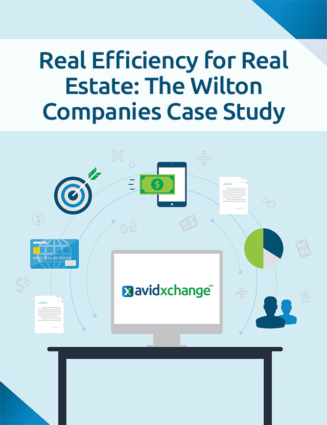 Real Efficiency for Real
Estate: The Wilton
Companies Case Study
avidxchange